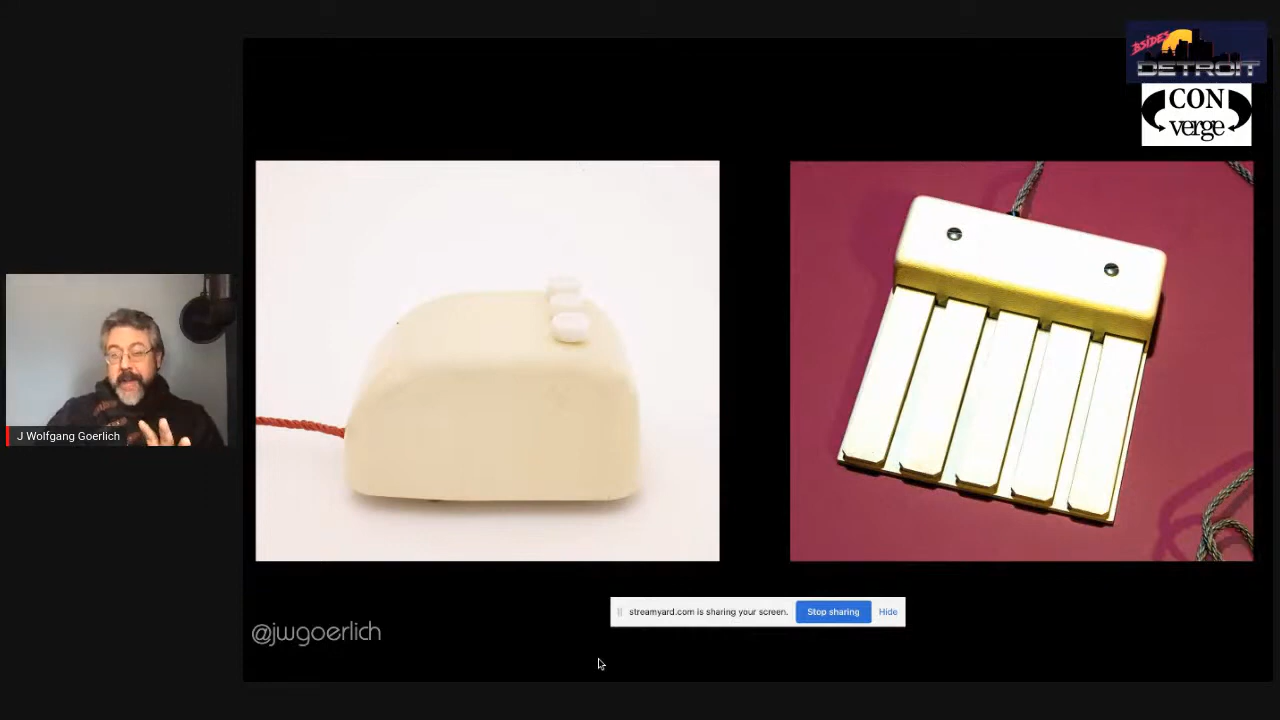 BSIDES
DETROIT
CON
verge
J Wolfgang Goerlich
streamyard.com is sharing your screen.
Stop sharing
Hide
@jwgoerlich